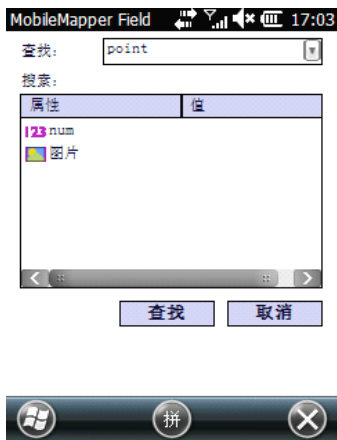 MobileMapper Field 17:03
查找: point
搜索:
属性 值
123 num
图片
查找 取消
拼